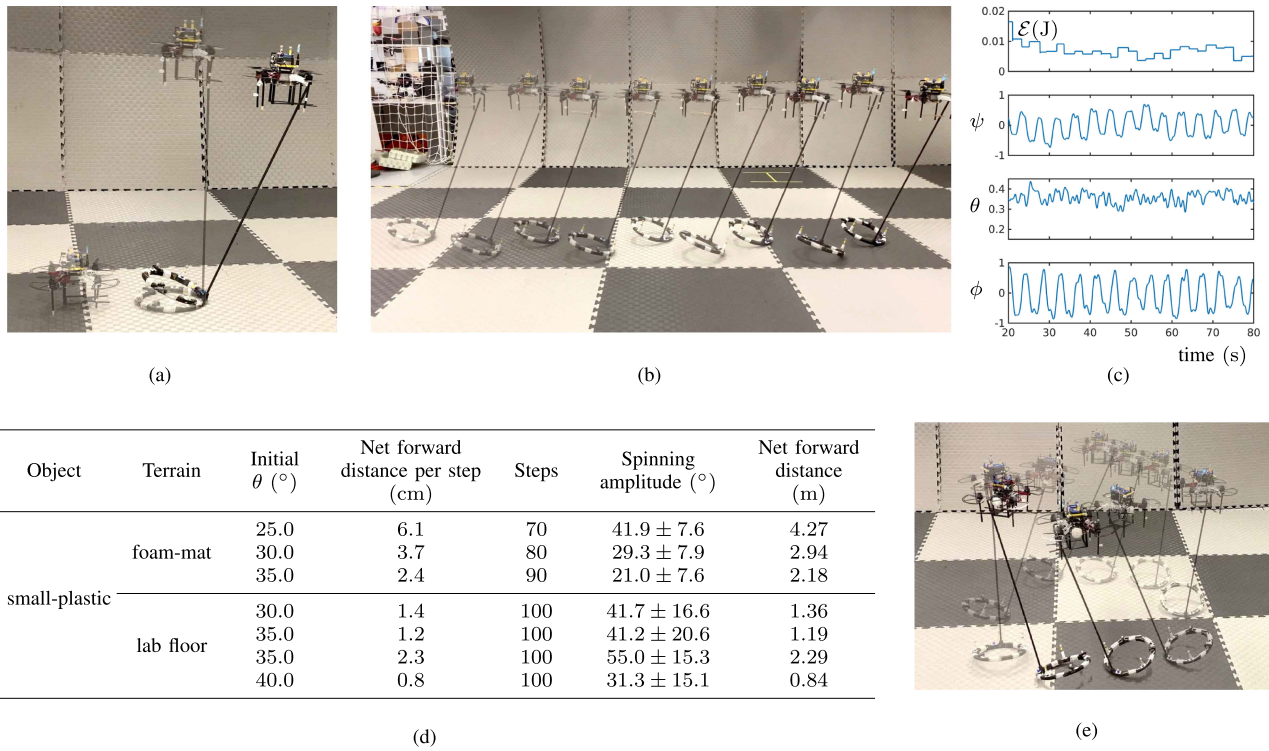 0.02
ℰ(J)
0.01
0
1
ψ 0
-1
0.4
θ 0.3
0.2
1
ϕ 0
-1
20 30 40 50 60 70 80
time (s)
(a)
(b)
(c)
Object Terrain Initial θ (°) Net forward distance per step (cm) Steps Spinning amplitude (°) Net forward distance (m)
small-plastic
foam-mat
25.0 6.1 70 41.9 ± 7.6 4.27
30.0 3.7 80 29.3 ± 7.9 2.94
35.0 2.4 90 21.0 ± 7.6 2.18
lab floor
30.0 1.4 100 41.7 ± 16.6 1.36
35.0 1.2 100 41.2 ± 20.6 1.19
35.0 2.3 100 55.0 ± 15.3 2.29
40.0 0.8 100 31.3 ± 15.1 0.84
(d)
(e)